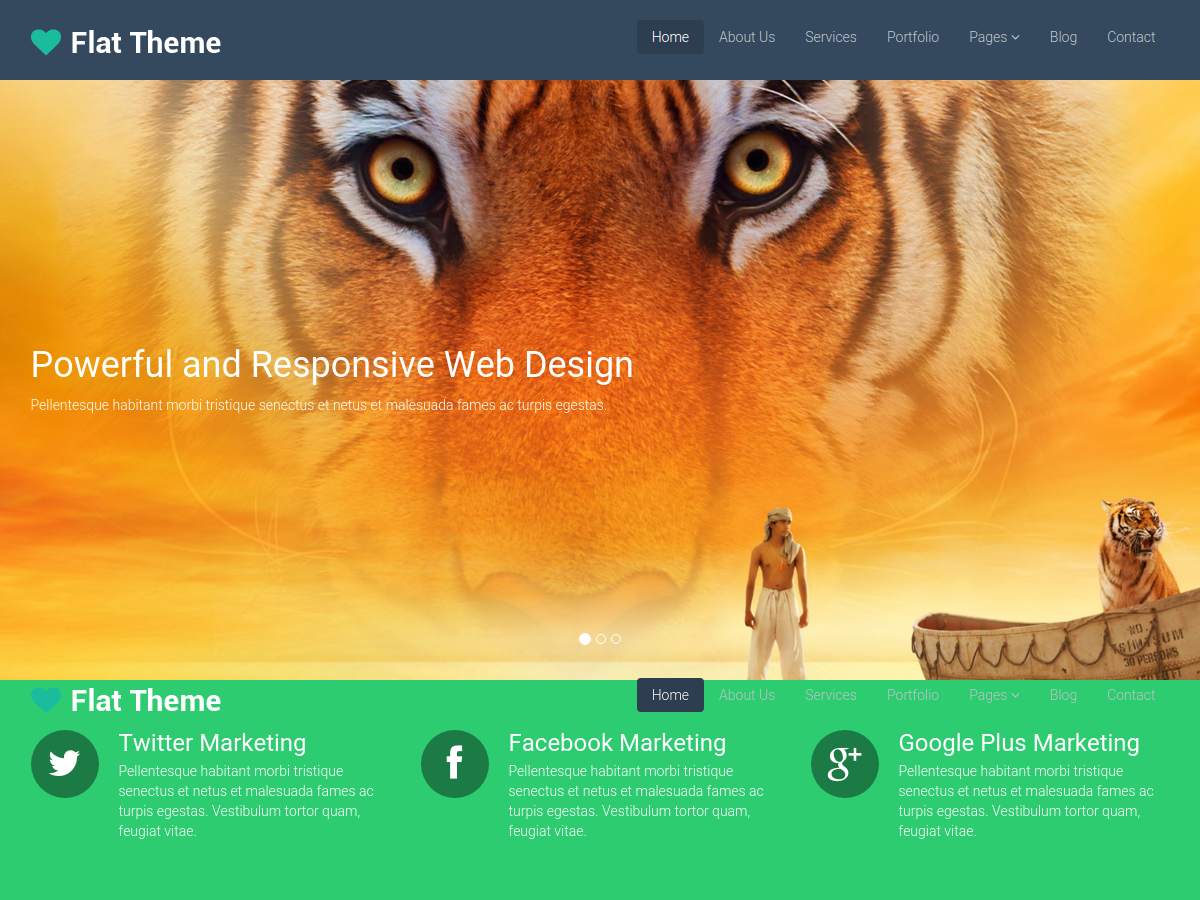 Flat Theme
Home About Us Services Portfolio Pages Blog Contact
Powerful and Responsive Web Design
Pellentesque habitant morbi tristique senectus et netus et malesuada fames ac turpis egestas.
Flat Theme
Home About Us Services Portfolio Pages Blog Contact
Twitter Marketing
Pellentesque habitant morbi tristique
senectus et netus et malesuada fames ac
turpis egestas. Vestibulum tortor quam,
feugiat vitae.
Facebook Marketing
Pellentesque habitant morbi tristique
senectus et netus et malesuada fames ac
turpis egestas. Vestibulum tortor quam,
feugiat vitae.
Google Plus Marketing
Pellentesque habitant morbi tristique
senectus et netus et malesuada fames ac
turpis egestas. Vestibulum tortor quam,
feugiat vitae.